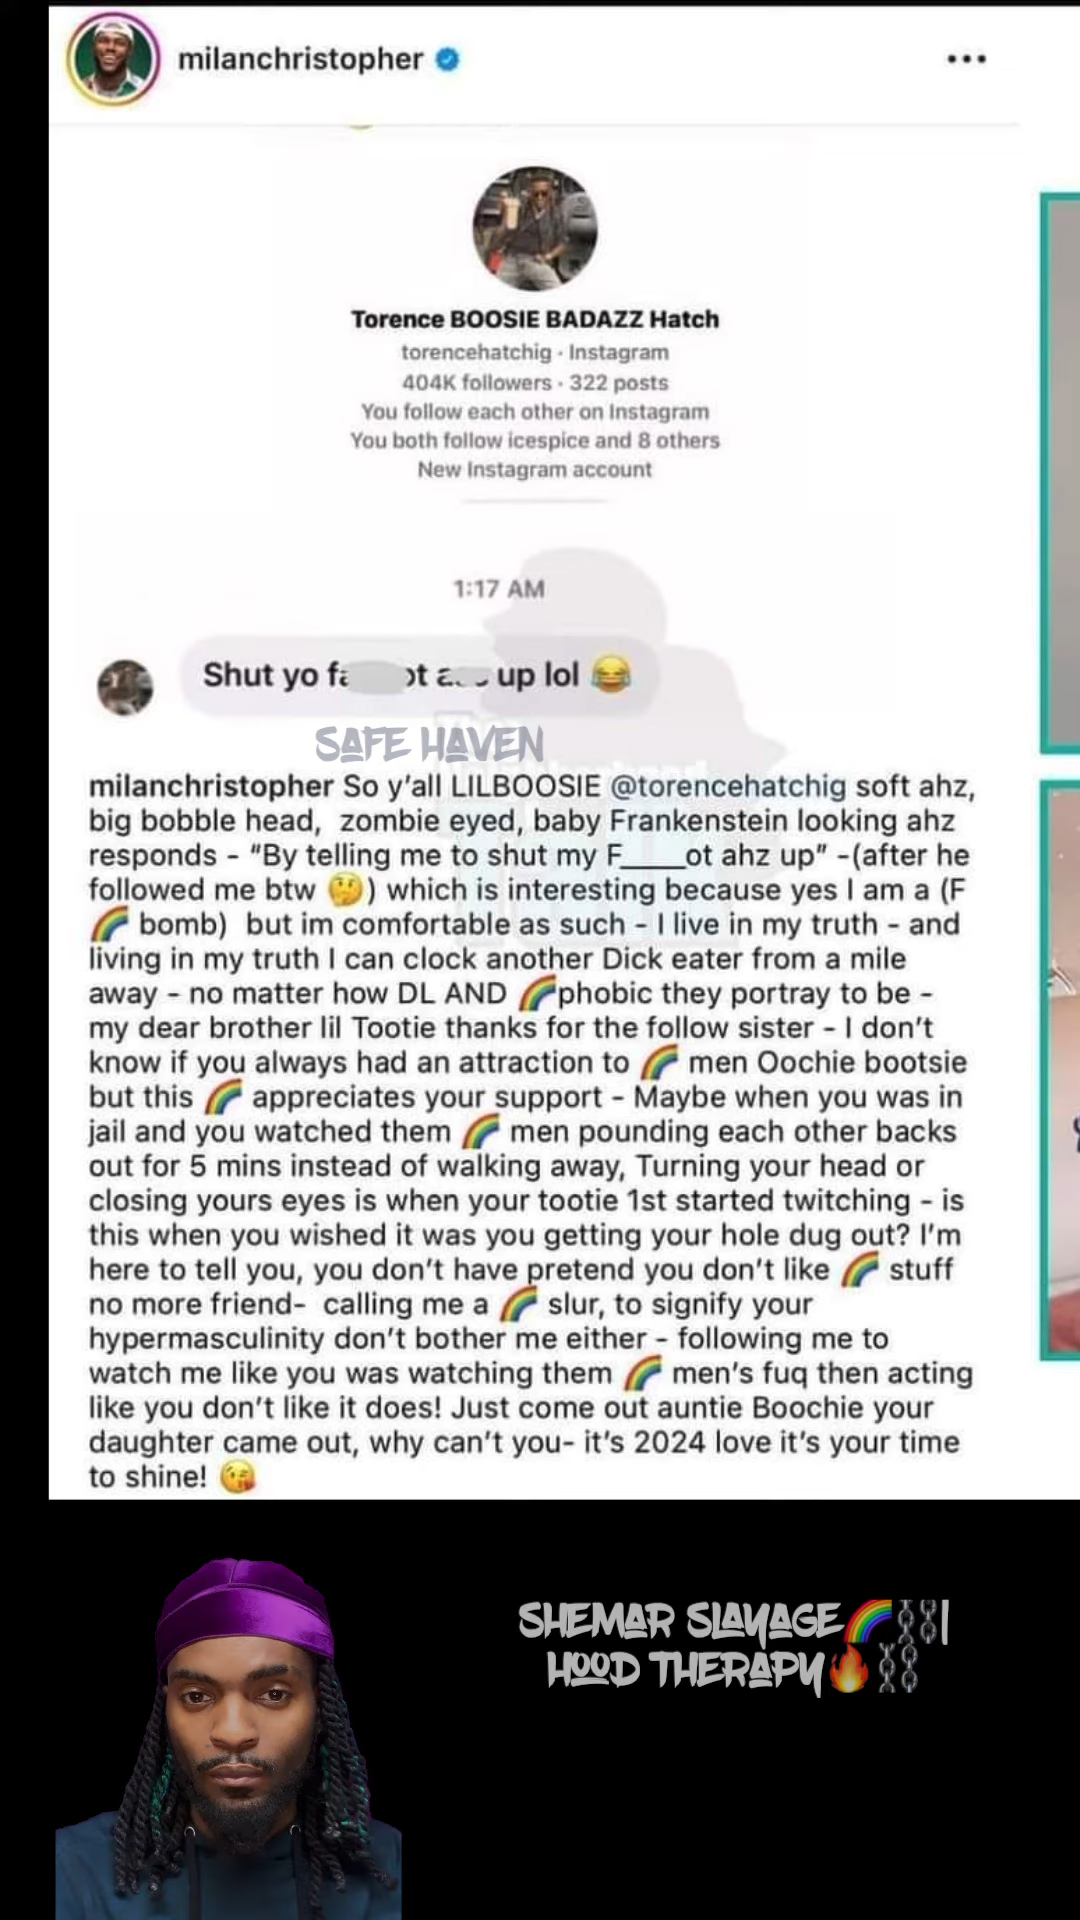 milanchristopher
Torence BOOSIE BADAZZ Hatch
torencehatchig · Instagram
404K followers · 322 posts
You follow each other on Instagram
You both follow icespice and 8 others
New Instagram account
1:17 AM
Shut yo fa ot a up lol 😂
SAFE HAVEN
milanchristopher So y'all LILBOOSIE @torencehatchig soft ahz,
big bobble head, zombie eyed, baby Frankenstein looking ahz
responds - "By telling me to shut my F____ot ahz up" -(after he
followed me btw 🤔) which is interesting because yes I am a (F
🌈 bomb) but im comfortable as such - I live in my truth - and
living in my truth I can clock another Dick eater from a mile
away - no matter how DL AND 🌈phobic they portray to be -
my dear brother lil Tootie thanks for the follow sister - I don't
know if you always had an attraction to 🌈 men Oochie bootsie
but this 🌈 appreciates your support - Maybe when you was in
jail and you watched them 🌈 men pounding each other backs
out for 5 mins instead of walking away, Turning your head or
closing yours eyes is when your tootie 1st started twitching - is
this when you wished it was you getting your hole dug out? I'm
here to tell you, you don't have pretend you don't like 🌈 stuff
no more friend- calling me a 🌈 slur, to signify your
hypermasculinity don't bother me either - following me to
watch me like you was watching them 🌈 men's fuq then acting
like you don't like it does! Just come out auntie Boochie your
daughter came out, why can't you- it's 2024 love it's your time
to shine! 😘
SHEMAR SLAYAGE🌈⛓️|
HOOD THERAPY🔥⛓️